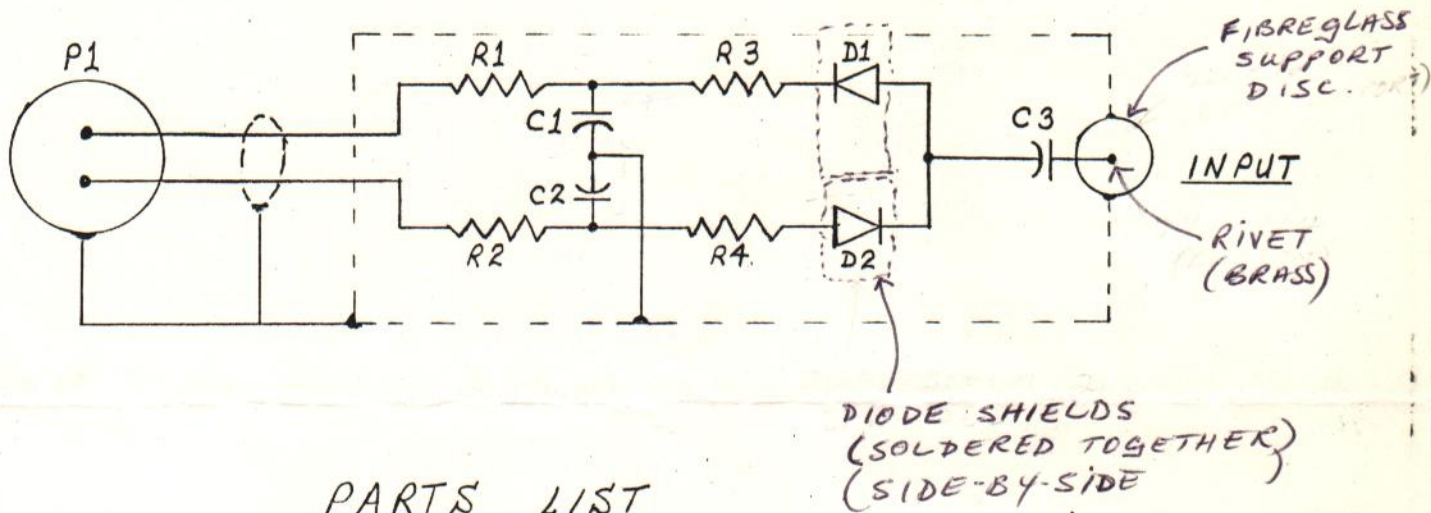 P1
R1
R3
D1
C1
C2
R2
R4.
D2
C3
FIBREGLASS
SUPPORT
DISC.
INPUT
RIVET
(BRASS)
DIODE SHIELDS
(SOLDERED TOGETHER)
(SIDE-BY-SIDE )
PARTS LIST